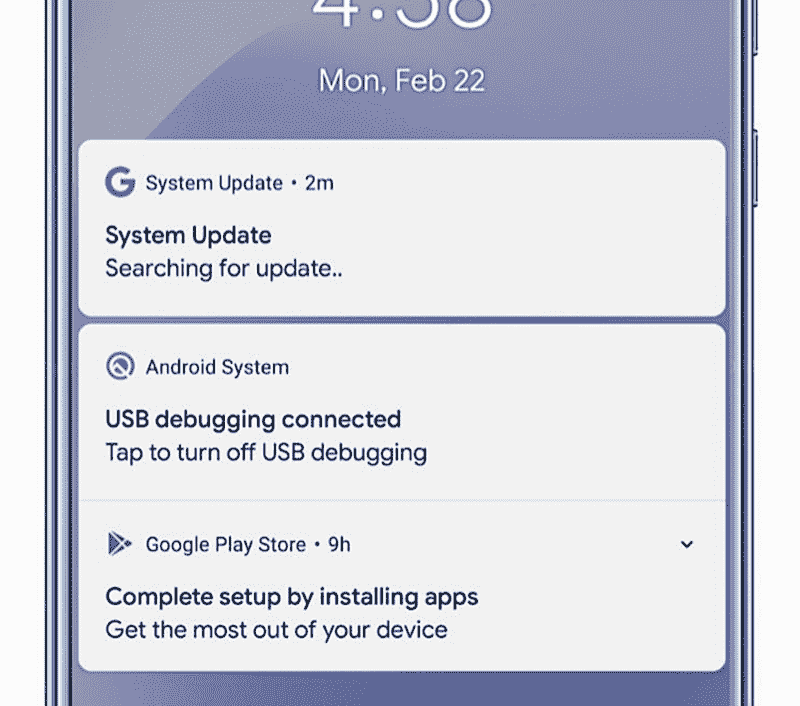 4:58
Mon, Feb 22
System Update • 2m
System Update
Searching for update..
Android System
USB debugging connected
Tap to turn off USB debugging
Google Play Store • 9h
Complete setup by installing apps
Get the most out of your device